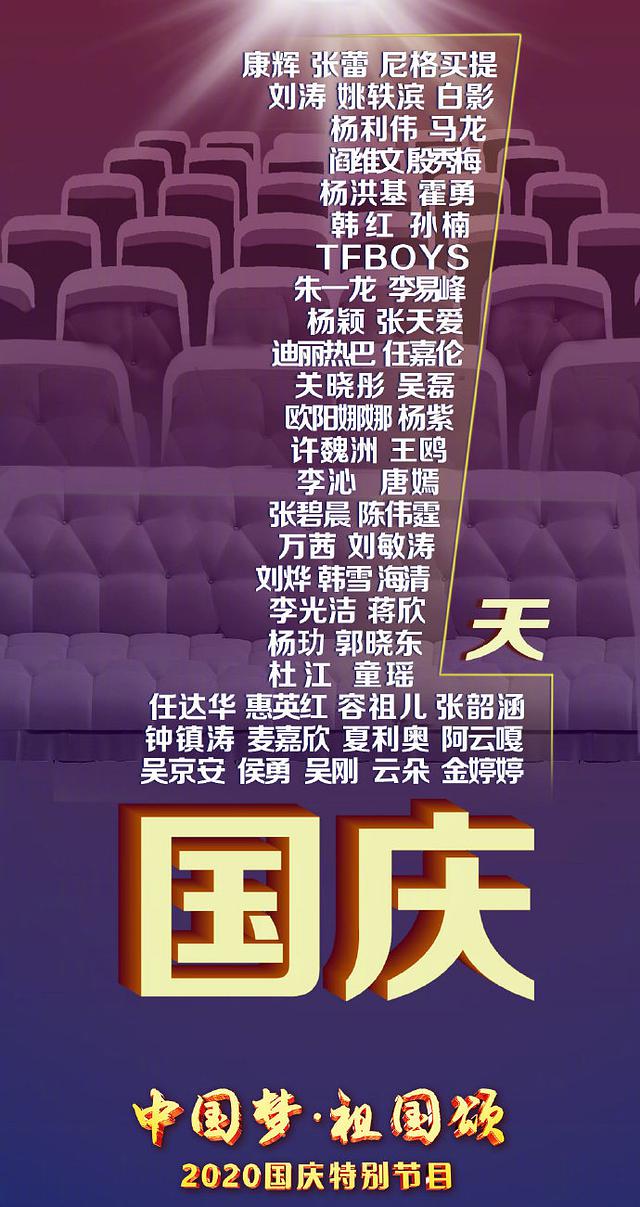 康辉 张蕾 尼格买提
刘涛 姚轶滨 白影
杨利伟 马龙
阎维文 殷秀梅
杨洪基 霍勇
韩红 孙楠
TFBOYS
朱一龙 李易峰
杨颖 张天爱
迪丽热巴 任嘉伦
关晓彤 吴磊
欧阳娜娜 杨紫
许魏洲 王鸥
李沁 唐嫣
张碧晨 陈伟霆
万茜 刘敏涛
刘烨 韩雪 海清
李光洁 蒋欣
天
杨玏 郭晓东
杜江 童瑶
任达华 惠英红 容祖儿 张韶涵
钟镇涛 麦嘉欣 夏利奥 阿云嘎
吴京安 侯勇 吴刚 云朵 金婷婷
国庆
中国梦·祖国颂
2020国庆特别节目